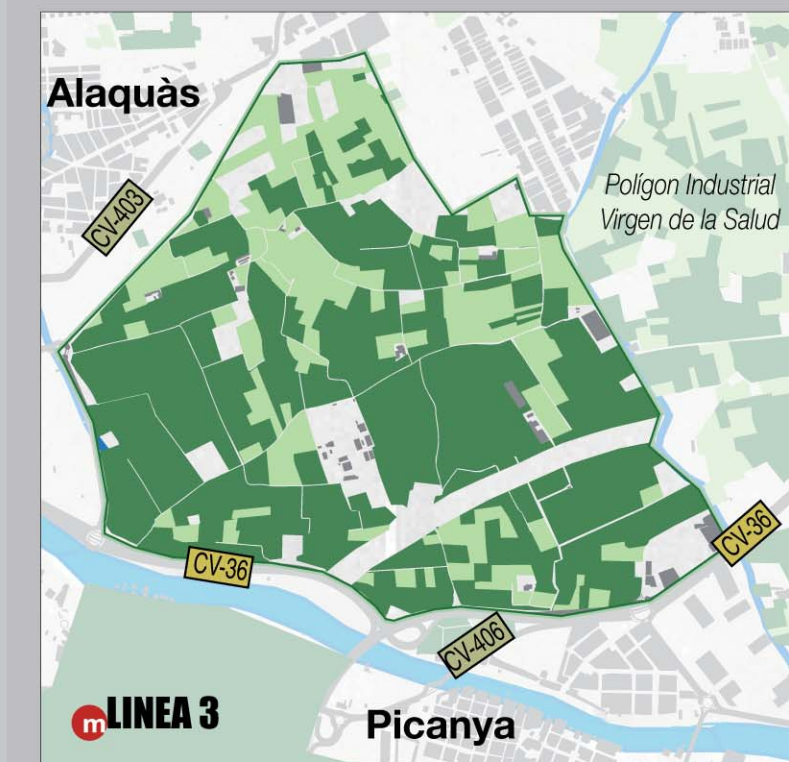 Alaquàs
CV-403
Polígon Industrial
Virgen de la Salud
CV-36
CV-36
CV-406
m LINEA 3
Picanya